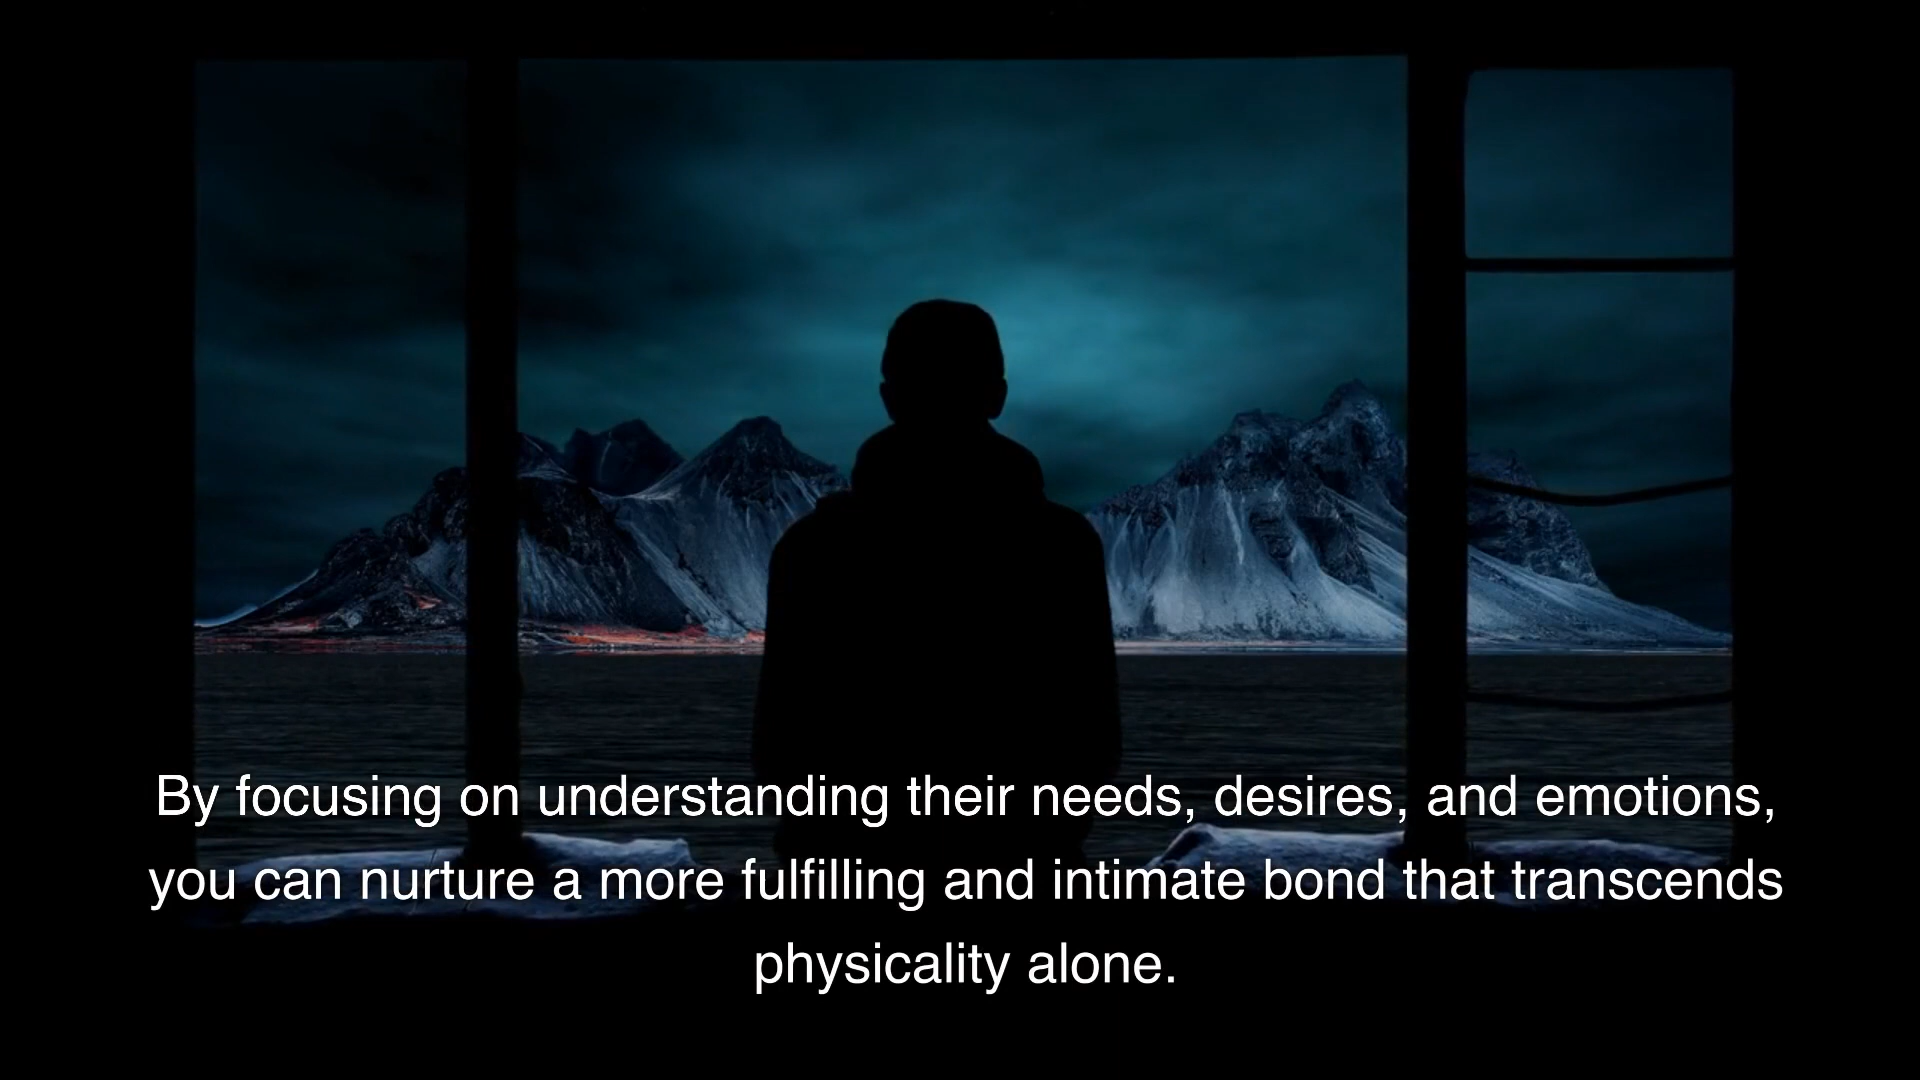 By focusing on understanding their needs, desires, and emotions,
you can nurture a more fulfilling and intimate bond that transcends
physicality alone.